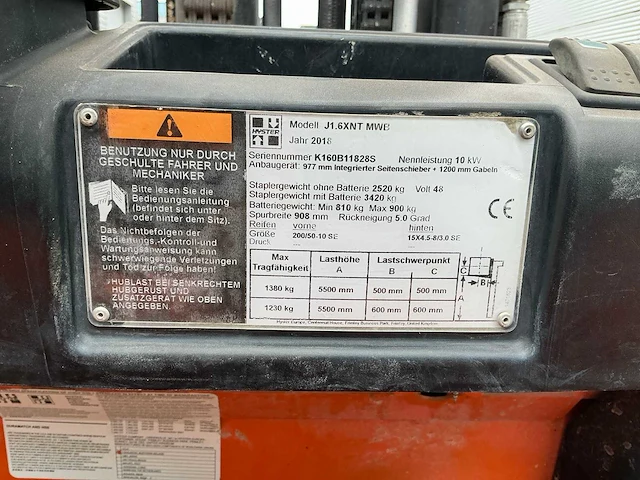 BENUTZUNG NUR DURCH
GESCHULTE FAHRER UND
MECHANIKER
Bitte lesen Sie die
Bedienungsanleitung
(befindet sich unter
oder hinter dem Sitz).
Das Nichtbefolgen der
Bedienungs,-Kontroll-und
Wartungsanweisung kann
schwerwiegende Verletzungen
und Tod zur Folge haben!
HUBLAST BEI SENKRECHTEM
HUBGERUST UND
ZUSATZGERAT WIE OBEN
ANGEGEBEN.
HYSTER
Modell J1.6XNT MWB
Jahr 2018
Seriennummer K160B11828S Nennleistung 10 kW
Anbaugerät: 977 mm Integrierter Seitenschieber + 1200 mm Gabeln
Staplergewicht ohne Batterie 2520 kg Volt 48
Staplergewicht mit Batterie 3420 kg
Batteriegewicht: Min 810 kg Max 900 kg
Spurbreite 908 mm Rückneigung 5.0 Grad
Reifen vorne hinten
Größe 200/50-10 SE 15X4.5-8/3.0 SE
Druck
CE
Max Tragfähigkeit Lasthöhe A Lastschwerpunkt B C
1380 kg 5500 mm 500 mm 500 mm
1230 kg 5500 mm 600 mm 600 mm
C
B
A